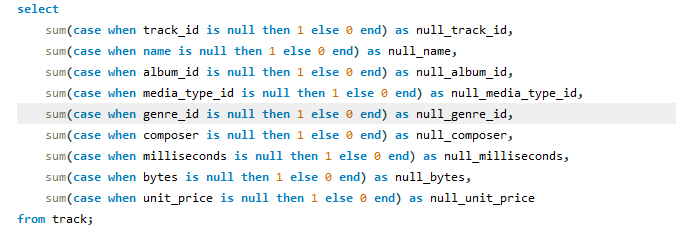 select
    sum(case when track_id is null then 1 else 0 end) as null_track_id,
    sum(case when name is null then 1 else 0 end) as null_name,
    sum(case when album_id is null then 1 else 0 end) as null_album_id,
    sum(case when media_type_id is null then 1 else 0 end) as null_media_type_id,
    sum(case when genre_id is null then 1 else 0 end) as null_genre_id,
    sum(case when composer is null then 1 else 0 end) as null_composer,
    sum(case when milliseconds is null then 1 else 0 end) as null_milliseconds,
    sum(case when bytes is null then 1 else 0 end) as null_bytes,
    sum(case when unit_price is null then 1 else 0 end) as null_unit_price
from track;